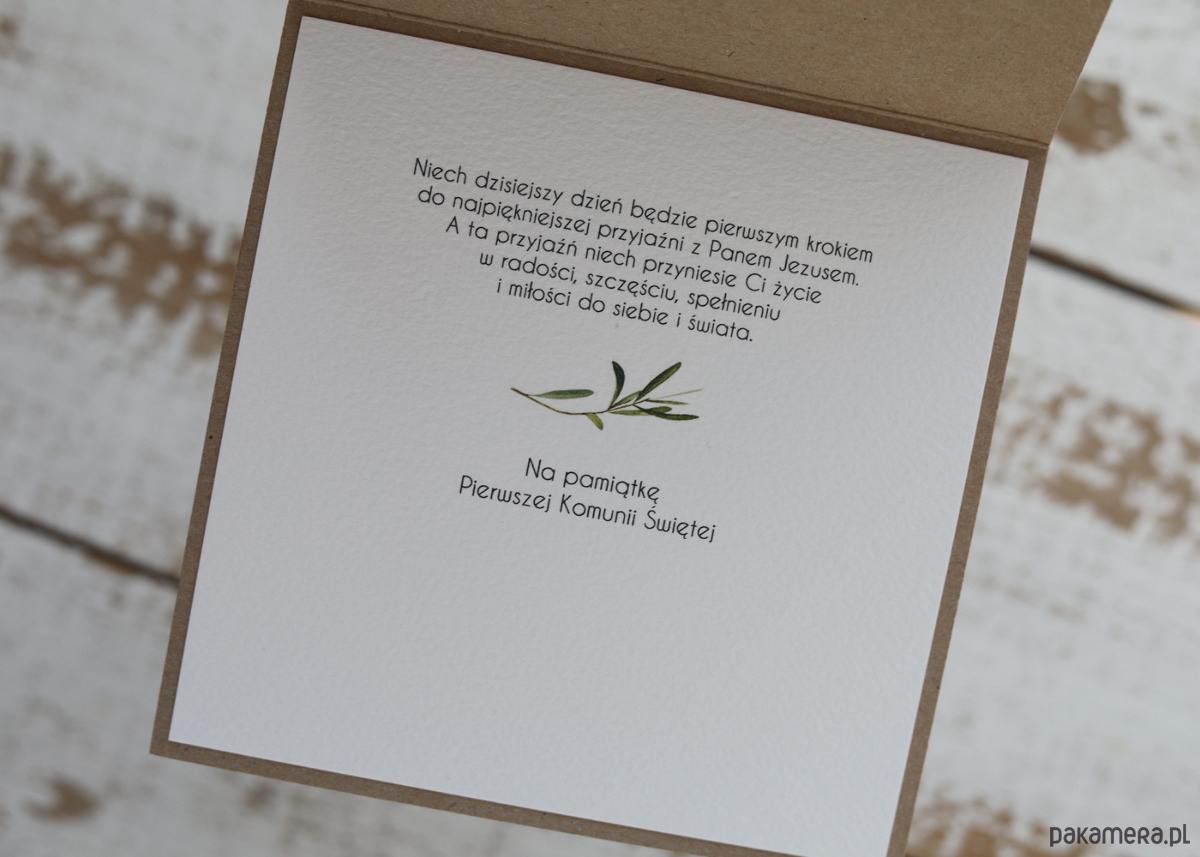 Niech dzisiejszy dzień będzie pierwszym krokiem
do najpiękniejszej przyjaźni z Panem Jezusem.
A ta przyjaźń niech przyniesie Ci życie
w radości, szczęściu, spełnieniu
i miłości do siebie i świata.
Na pamiątkę
Pierwszej Komunii Świętej
pakamera.pl